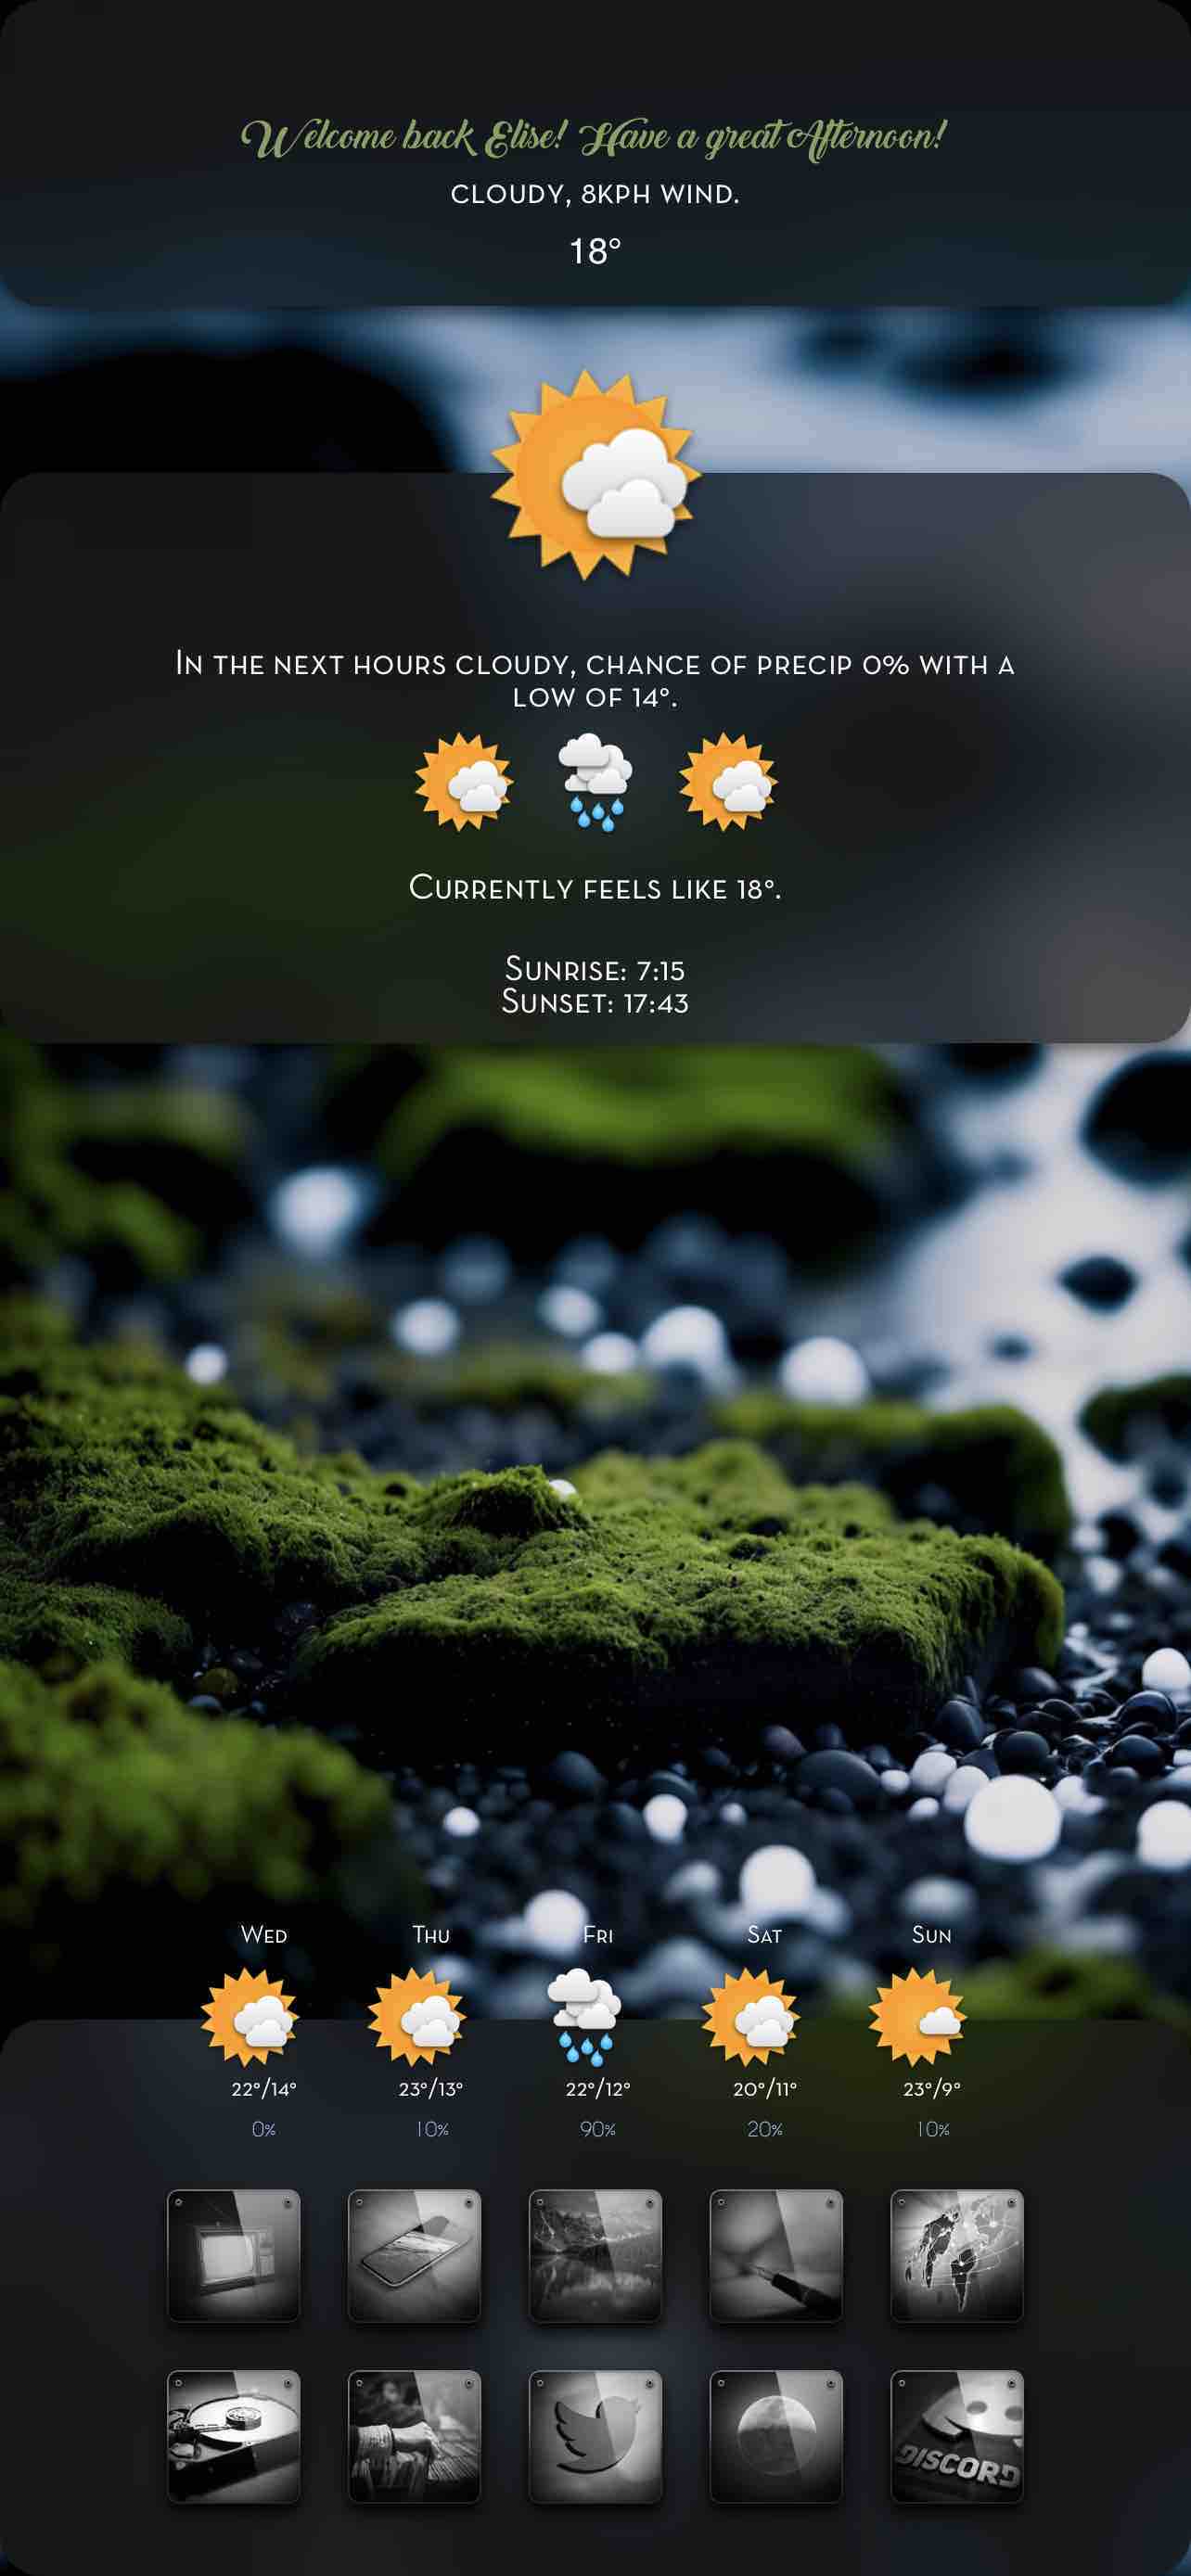 Welcome back Elise! Have a great Afternoon!
CLOUDY, 8KPH WIND.
18°
IN THE NEXT HOURS CLOUDY, CHANCE OF PRECIP 0% WITH A
LOW OF 14°.
CURRENTLY FEELS LIKE 18°.
SUNRISE: 7:15
SUNSET: 17:43
WED THU FRI SAT SUN
22°/14° 23°/13° 22°/12° 20°/11° 23°/9°
0% 10% 90% 20% 10%
DISCORD